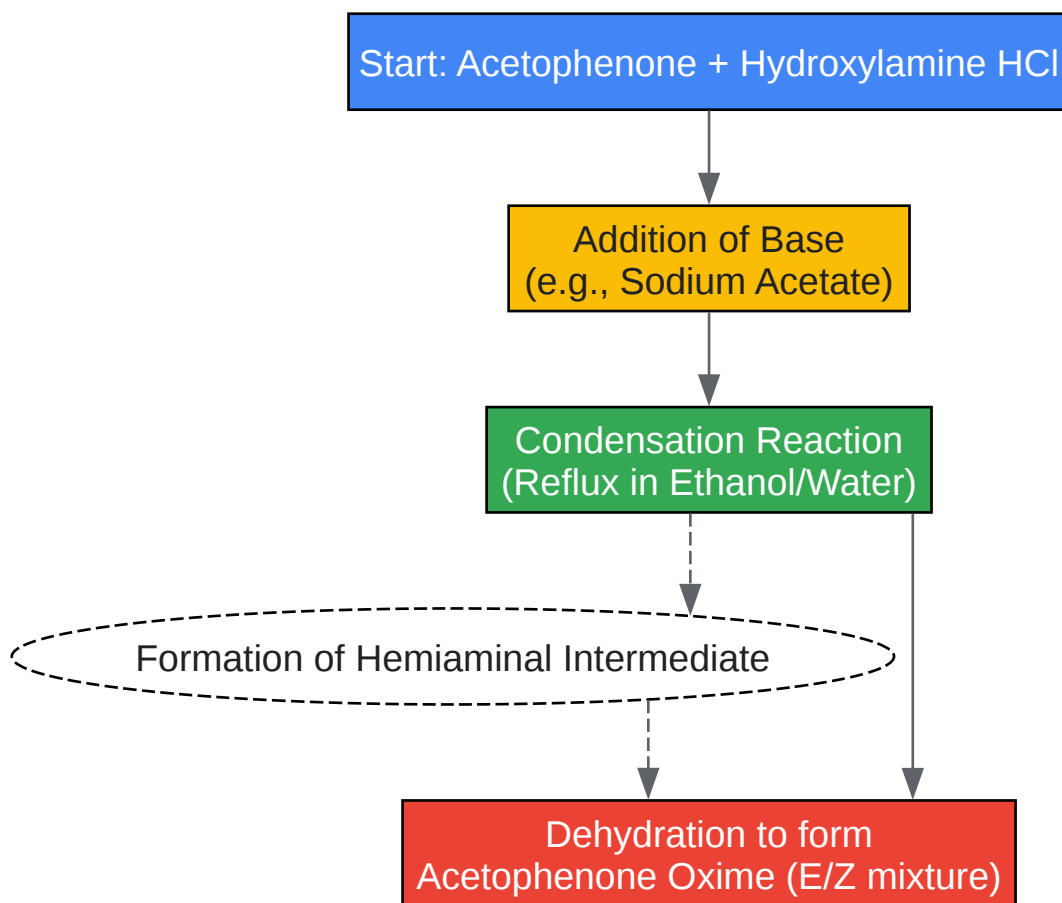 Start: Acetophenone + Hydroxylamine HCl
Addition of Base
(e.g., Sodium Acetate)
Condensation Reaction
(Reflux in Ethanol/Water)
Formation of Hemiaminal Intermediate
Dehydration to form
Acetophenone Oxime (E/Z mixture)